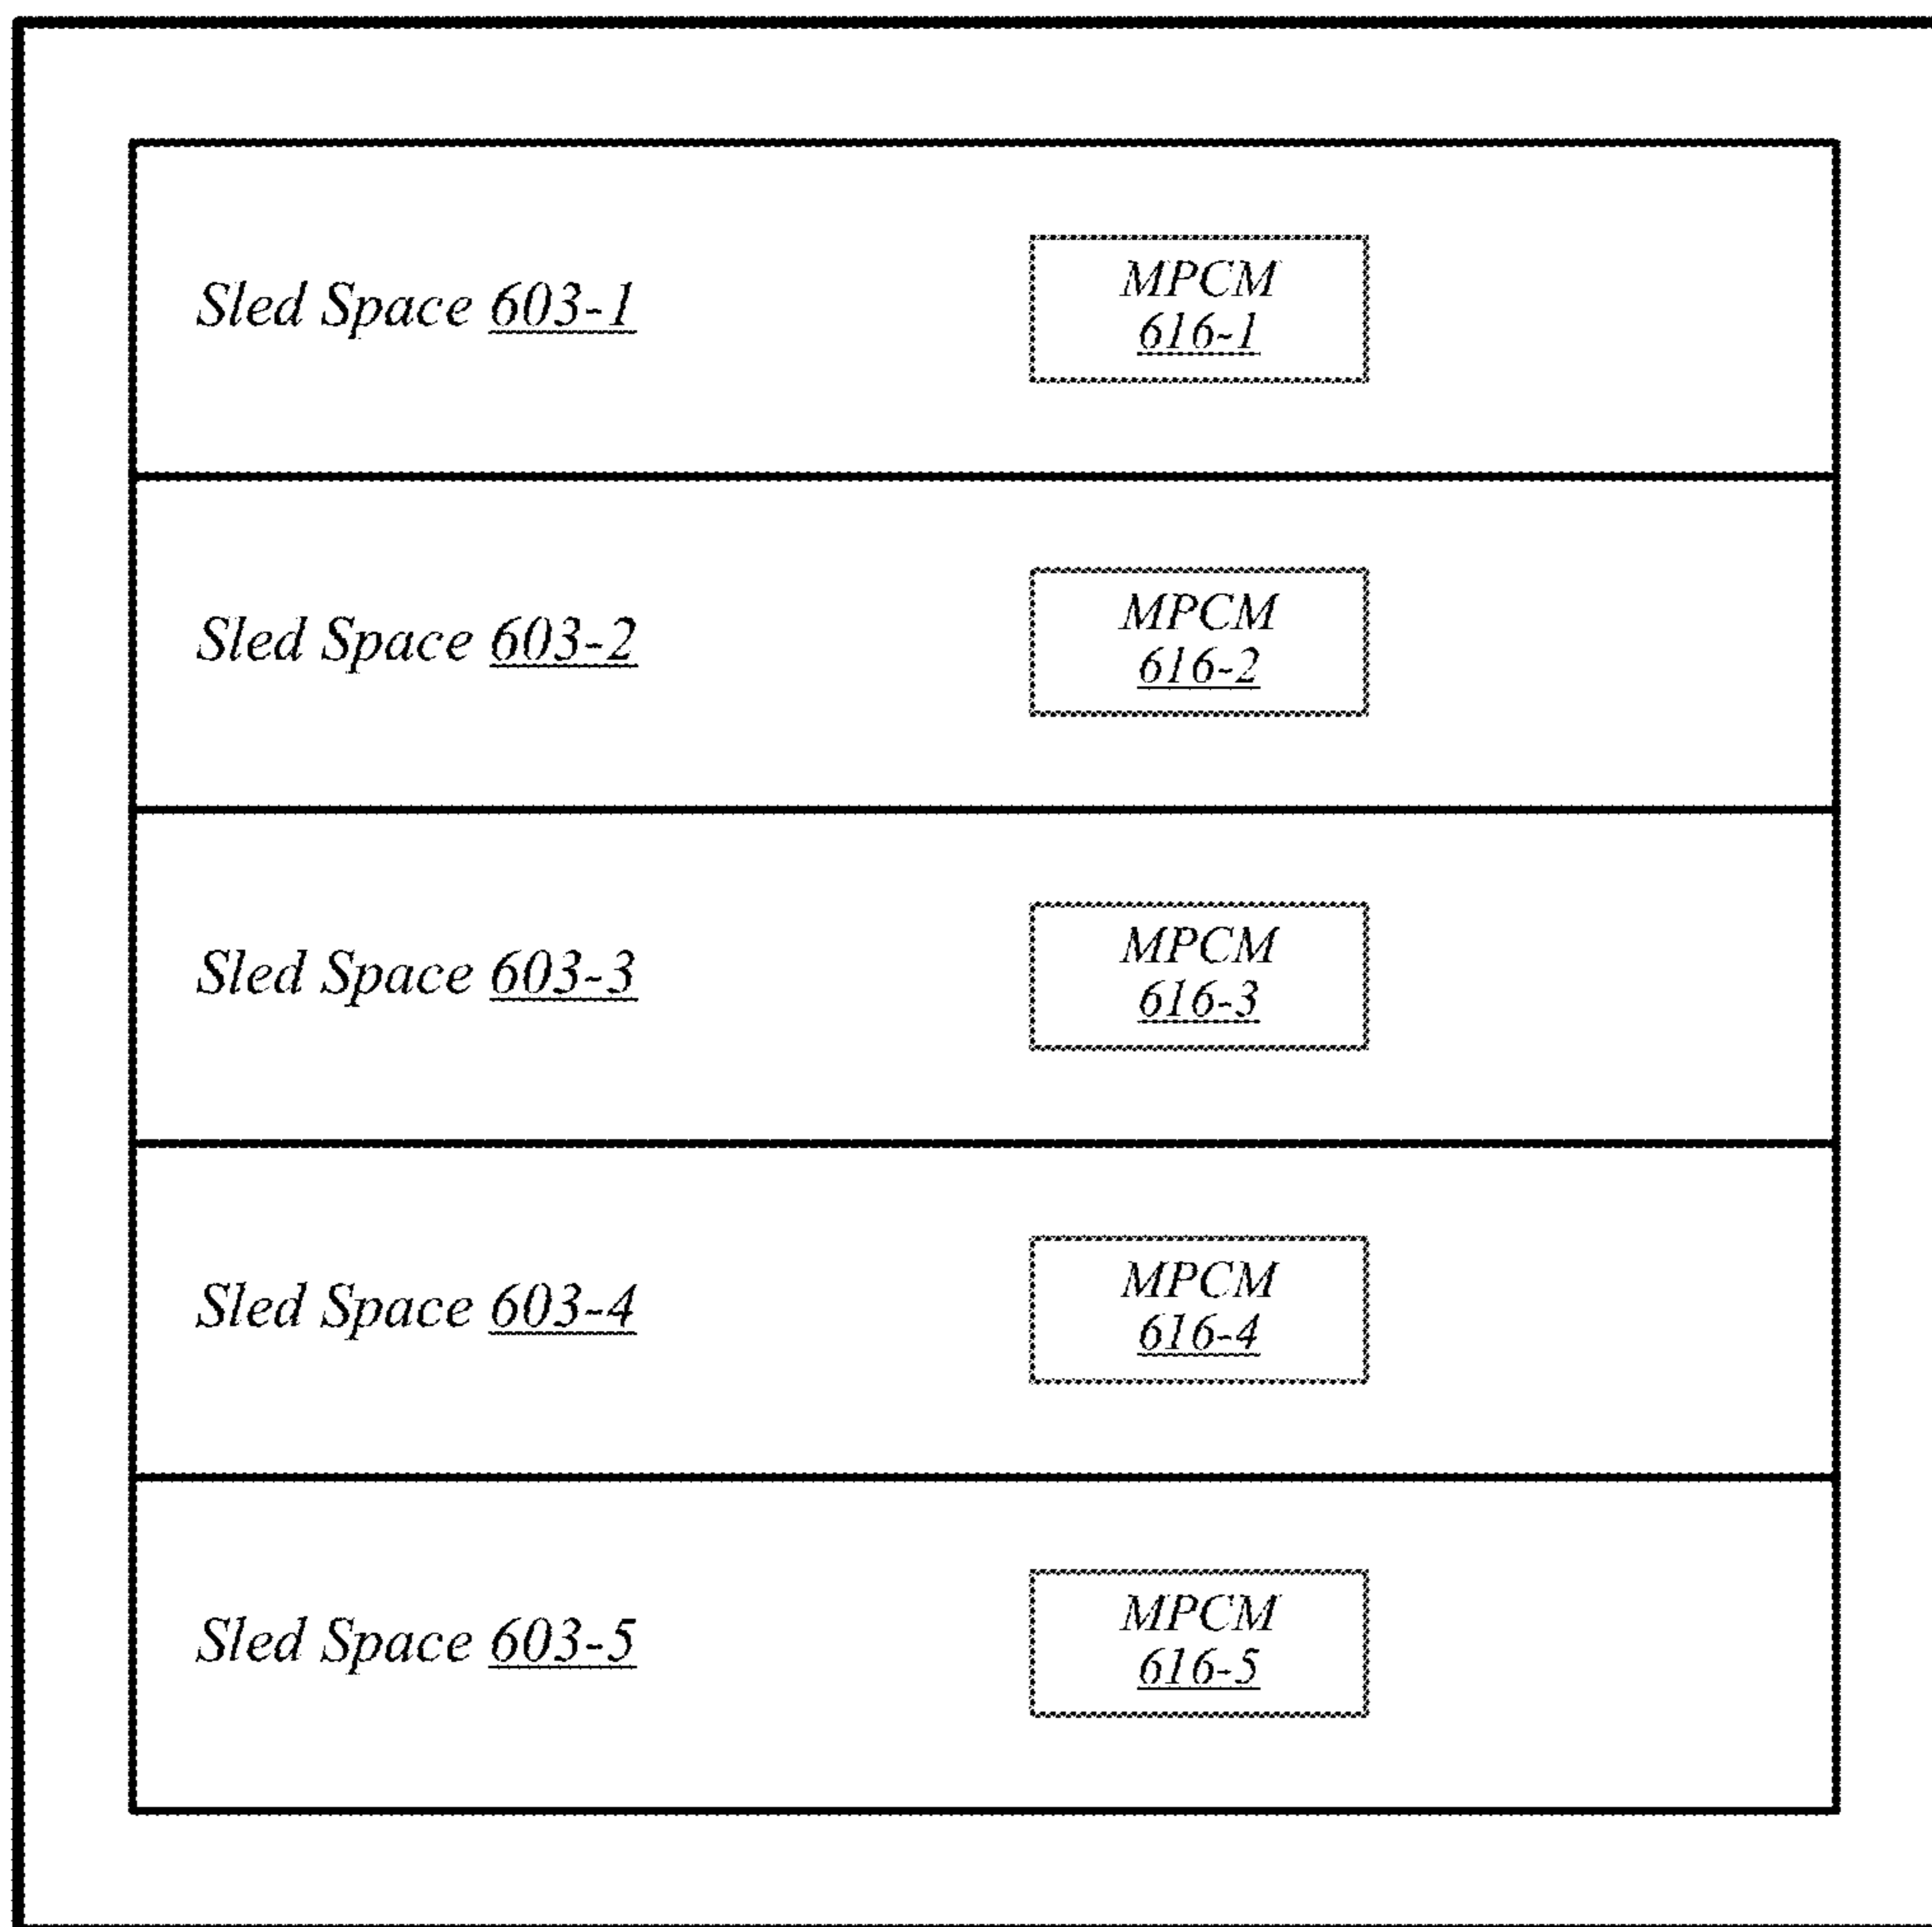 Sled Space 603-1
MPCM
616-1
Sled Space 603-2
MPCM
616-2
Sled Space 603-3
MPCM
616-3
Sled Space 603-4
MPCM
616-4
Sled Space 603-5
MPCM
616-5